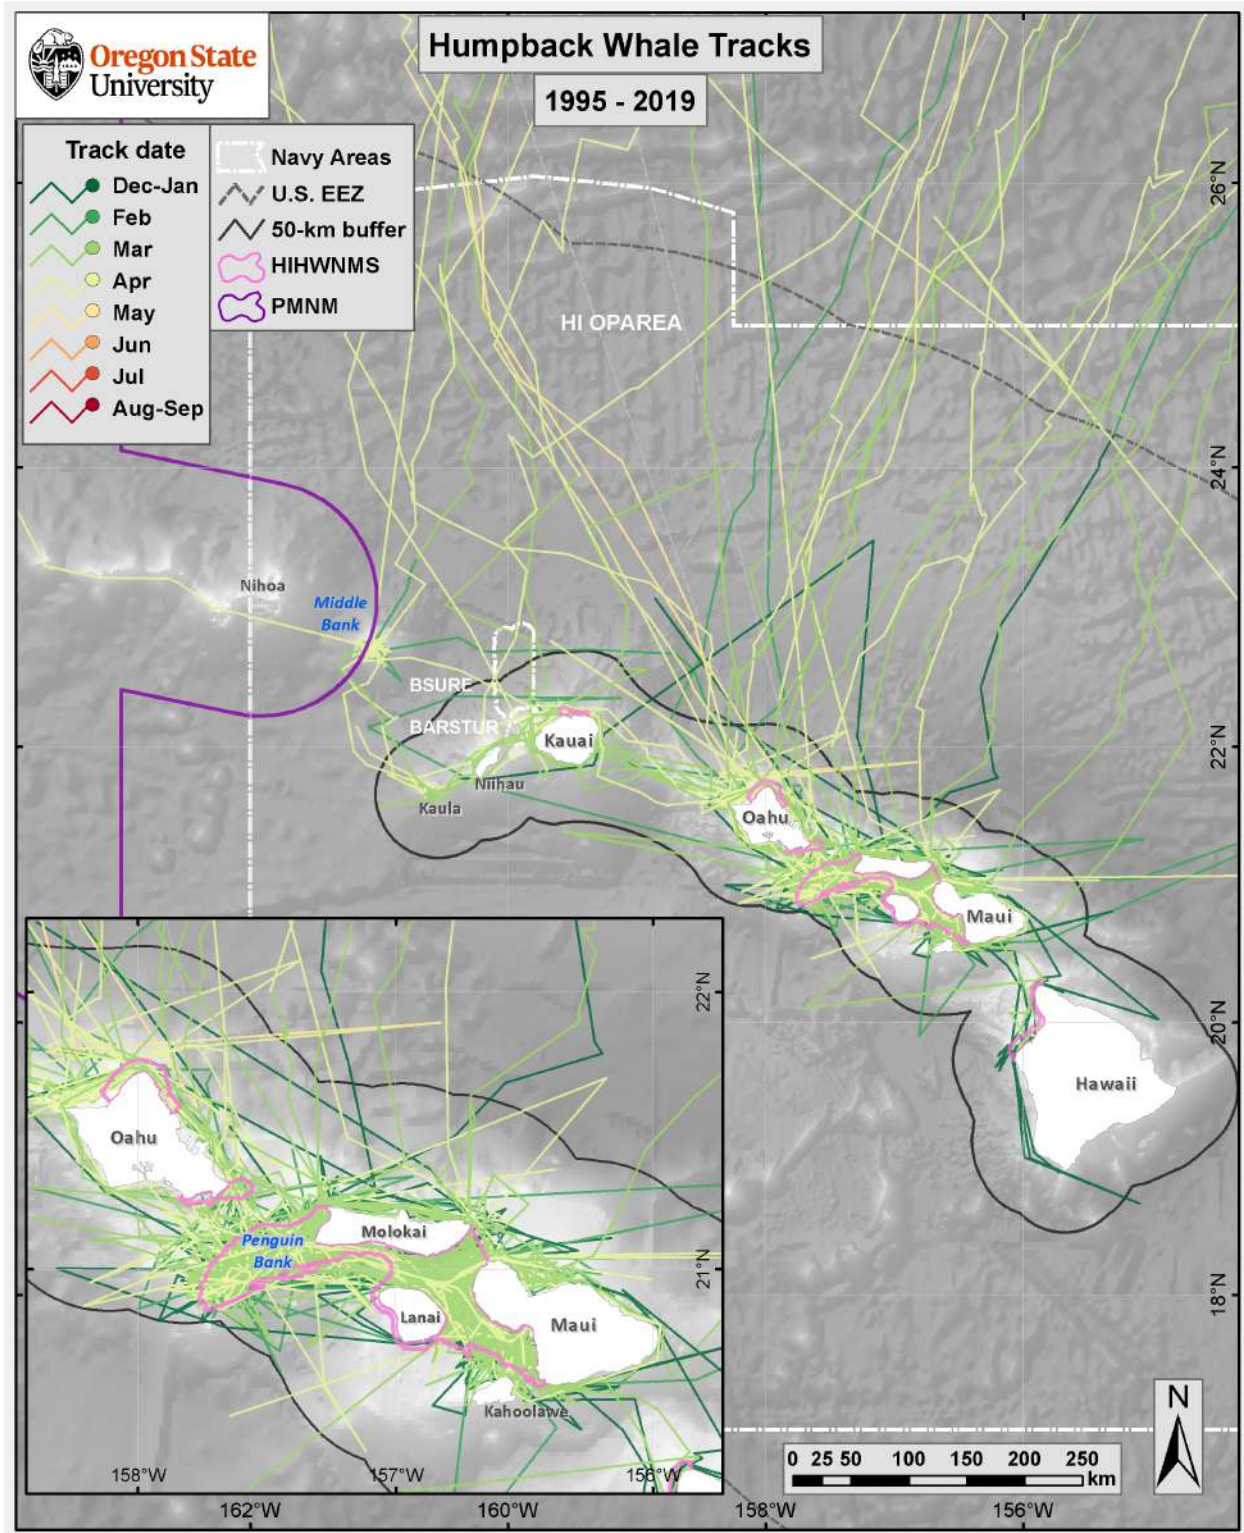 Oregon State
University
Humpback Whale Tracks
1995 - 2019
Track date
Dec-Jan
Feb
Mar
Apr
May
Jun
Jul
Aug-Sep
Navy Areas
U.S. EEZ
50-km buffer
HIHWNMS
PMNM
26°N
HI OPAREA
24°N
Nihoa
Middle
Bank
BSURE
BARSTUR
Kauai
Niihau
Kaula
22°N
Oahu
Maui
20°N
Hawaii
18°N
22°N
Oahu
Molokai
Penguin
Bank
21°N
Lanai
Maui
Kahoolawe
158°W
157°W
156°W
N
0 25 50 100 150 200 250
km
162°W
160°W
158°W
156°W